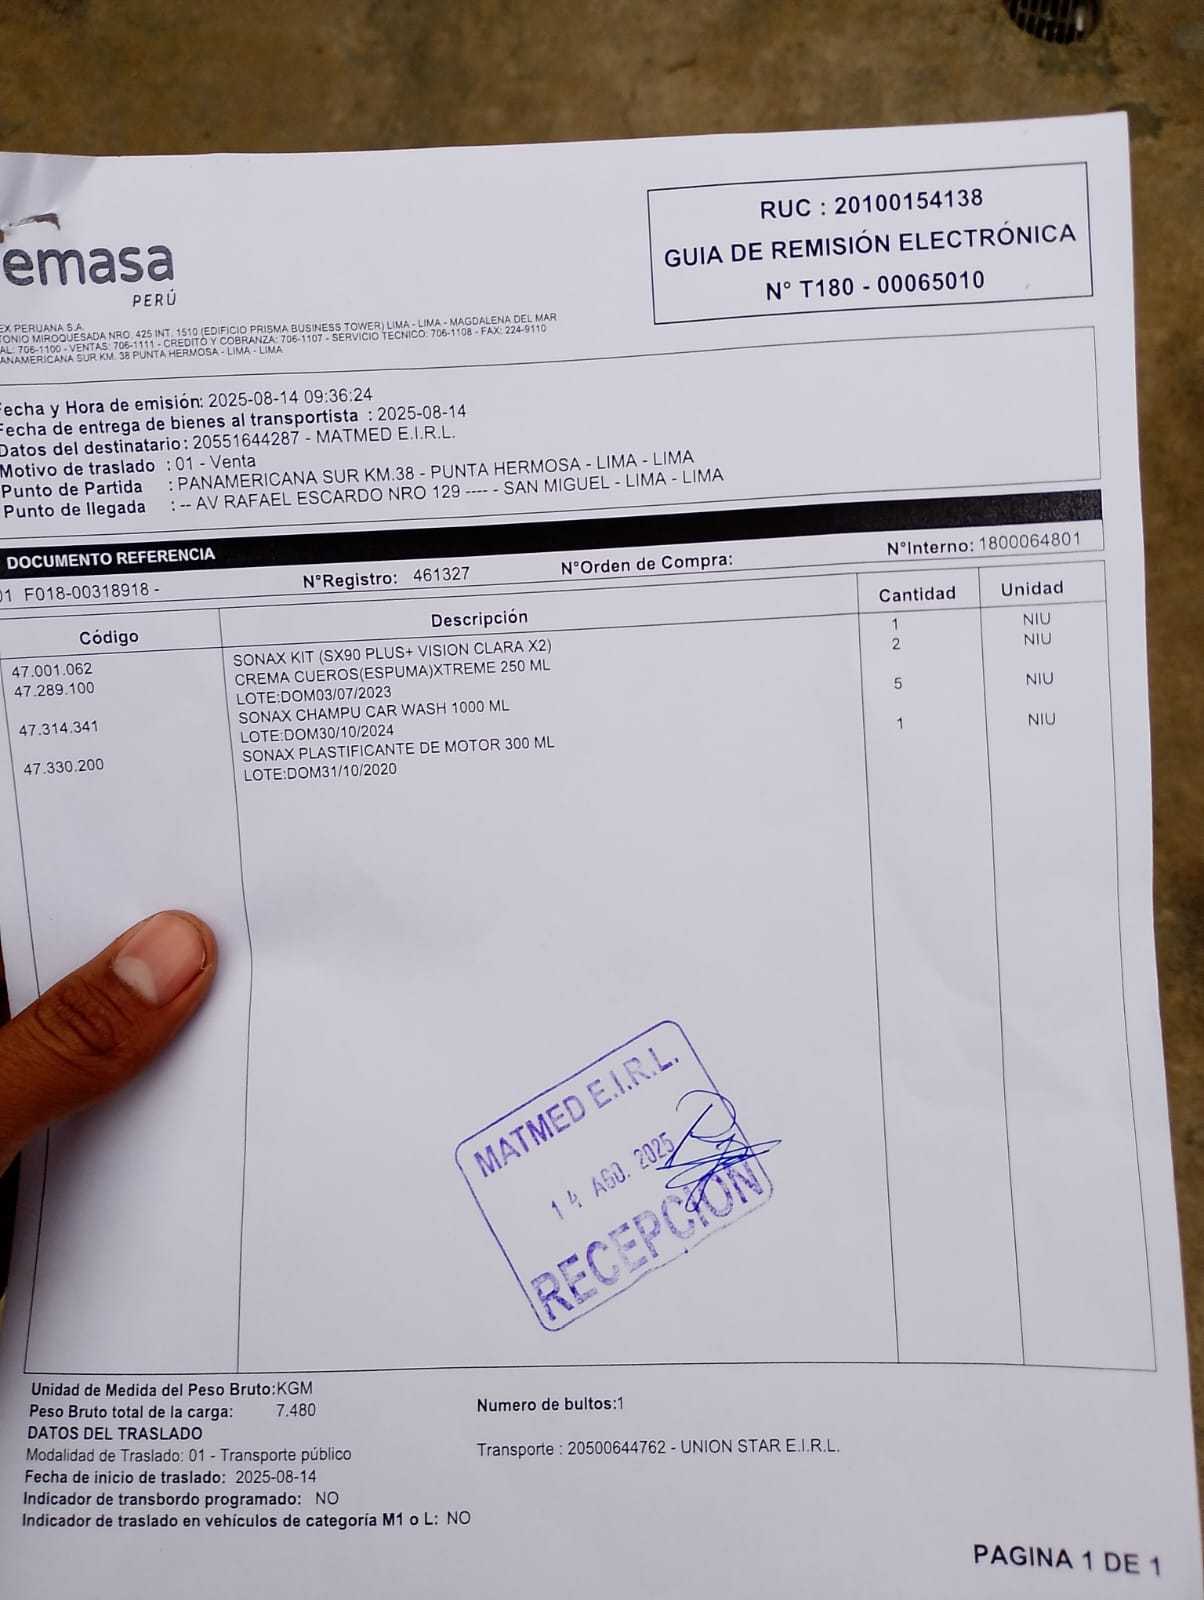 emasa
PERÚ
EX PERUANA S.A.
TONIO MIROQUESADA NRO. 425 INT. 1510 (EDIFICIO PRISMA BUSINESS TOWER) LIMA - LIMA - MAGDALENA DEL MAR
AL: 706-1100 - VENTAS: 706-1111 - CREDITO Y COBRANZA: 706-1107 - SERVICIO TECNICO: 706-1108 - FAX: 224-9110
PANAMERICANA SUR KM. 38 PUNTA HERMOSA - LIMA - LIMA
RUC : 20100154138
GUIA DE REMISIÓN ELECTRÓNICA
N° T180 - 00065010
Fecha y Hora de emisión: 2025-08-14 09:36:24
Fecha de entrega de bienes al transportista : 2025-08-14
Datos del destinatario: 20551644287 - MATMED E.I.R.L.
Motivo de traslado : 01 - Venta
Punto de Partida : PANAMERICANA SUR KM.38 - PUNTA HERMOSA - LIMA - LIMA
Punto de llegada : -- AV RAFAEL ESCARDO NRO 129 ---- - SAN MIGUEL - LIMA - LIMA
DOCUMENTO REFERENCIA
01 F018-00318918 - N°Registro: 461327 N°Orden de Compra: N°Interno: 1800064801
Código Descripción Cantidad Unidad
47.001.062 SONAX KIT (SX90 PLUS+ VISION CLARA X2) 1 NIU
47.289.100 CREMA CUEROS(ESPUMA)XTREME 250 ML 2 NIU
LOTE:DOM03/07/2023
47.314.341 SONAX CHAMPU CAR WASH 1000 ML 5 NIU
LOTE:DOM30/10/2024
47.330.200 SONAX PLASTIFICANTE DE MOTOR 300 ML 1 NIU
LOTE:DOM31/10/2020
MATMED E.I.R.L.
14 AGO. 2025
RECEPCION
Unidad de Medida del Peso Bruto:KGM
Peso Bruto total de la carga: 7.480 Numero de bultos:1
DATOS DEL TRASLADO
Modalidad de Traslado: 01 - Transporte público Transporte : 20500644762 - UNION STAR E.I.R.L.
Fecha de inicio de traslado: 2025-08-14
Indicador de transbordo programado: NO
Indicador de traslado en vehículos de categoría M1 o L: NO
PAGINA 1 DE 1